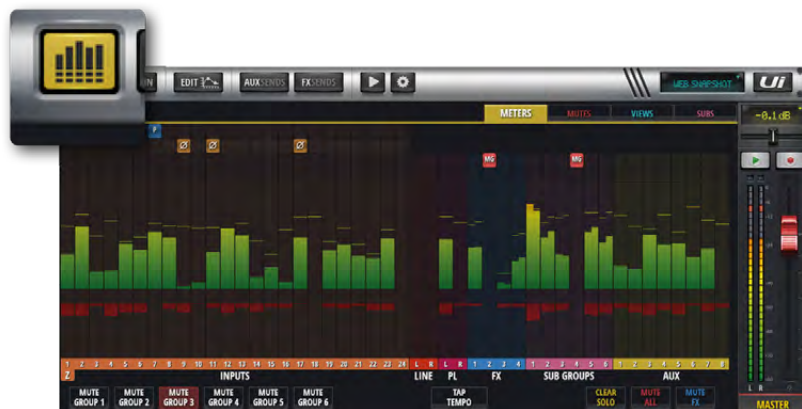 ON EDIT AUX SENDS FX SENDS WEB SNAPSHOT Ui
METERS MUTES VIEWS SUBS -0.1dB
P
Ø Ø Ø
MG MG
1 2 3 4 5 6 7 8 9 10 11 12 13 14 15 16 17 18 19 20 21 22 23 24 L R L R 1 2 3 4 1 2 3 4 5 6 1 2 3 4 5 6 7 8
Z INPUTS LINE PL FX SUB GROUPS AUX
L R
MUTE GROUP 1
MUTE GROUP 2
MUTE GROUP 3
MUTE GROUP 4
MUTE GROUP 5
MUTE GROUP 6
TAP TEMPO
CLEAR SOLO
MUTE ALL
MUTE FX
MASTER